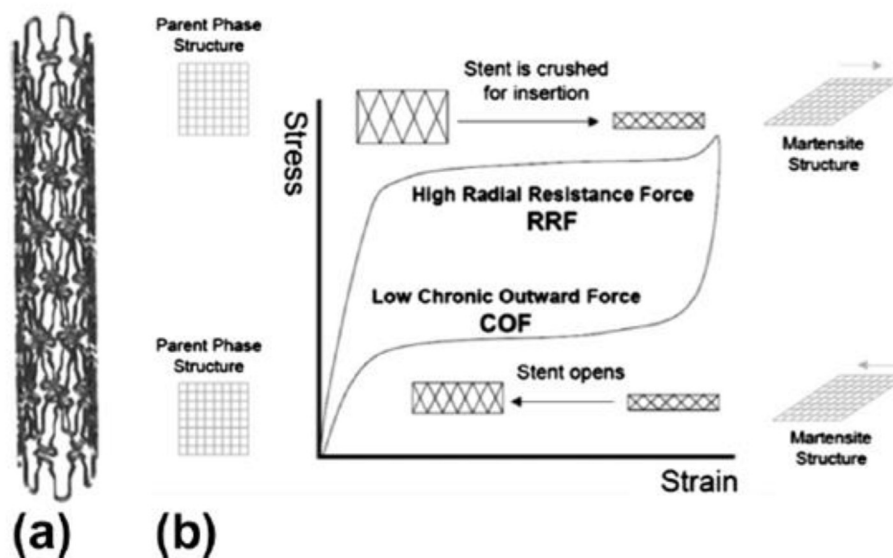 Parent Phase
Structure
Stent is crushed
for insertion
Martensite
Structure
Stress
High Radial Resistance Force
RRF
Low Chronic Outward Force
COF
Parent Phase
Structure
Stent opens
Martensite
Structure
Strain
(a)
(b)